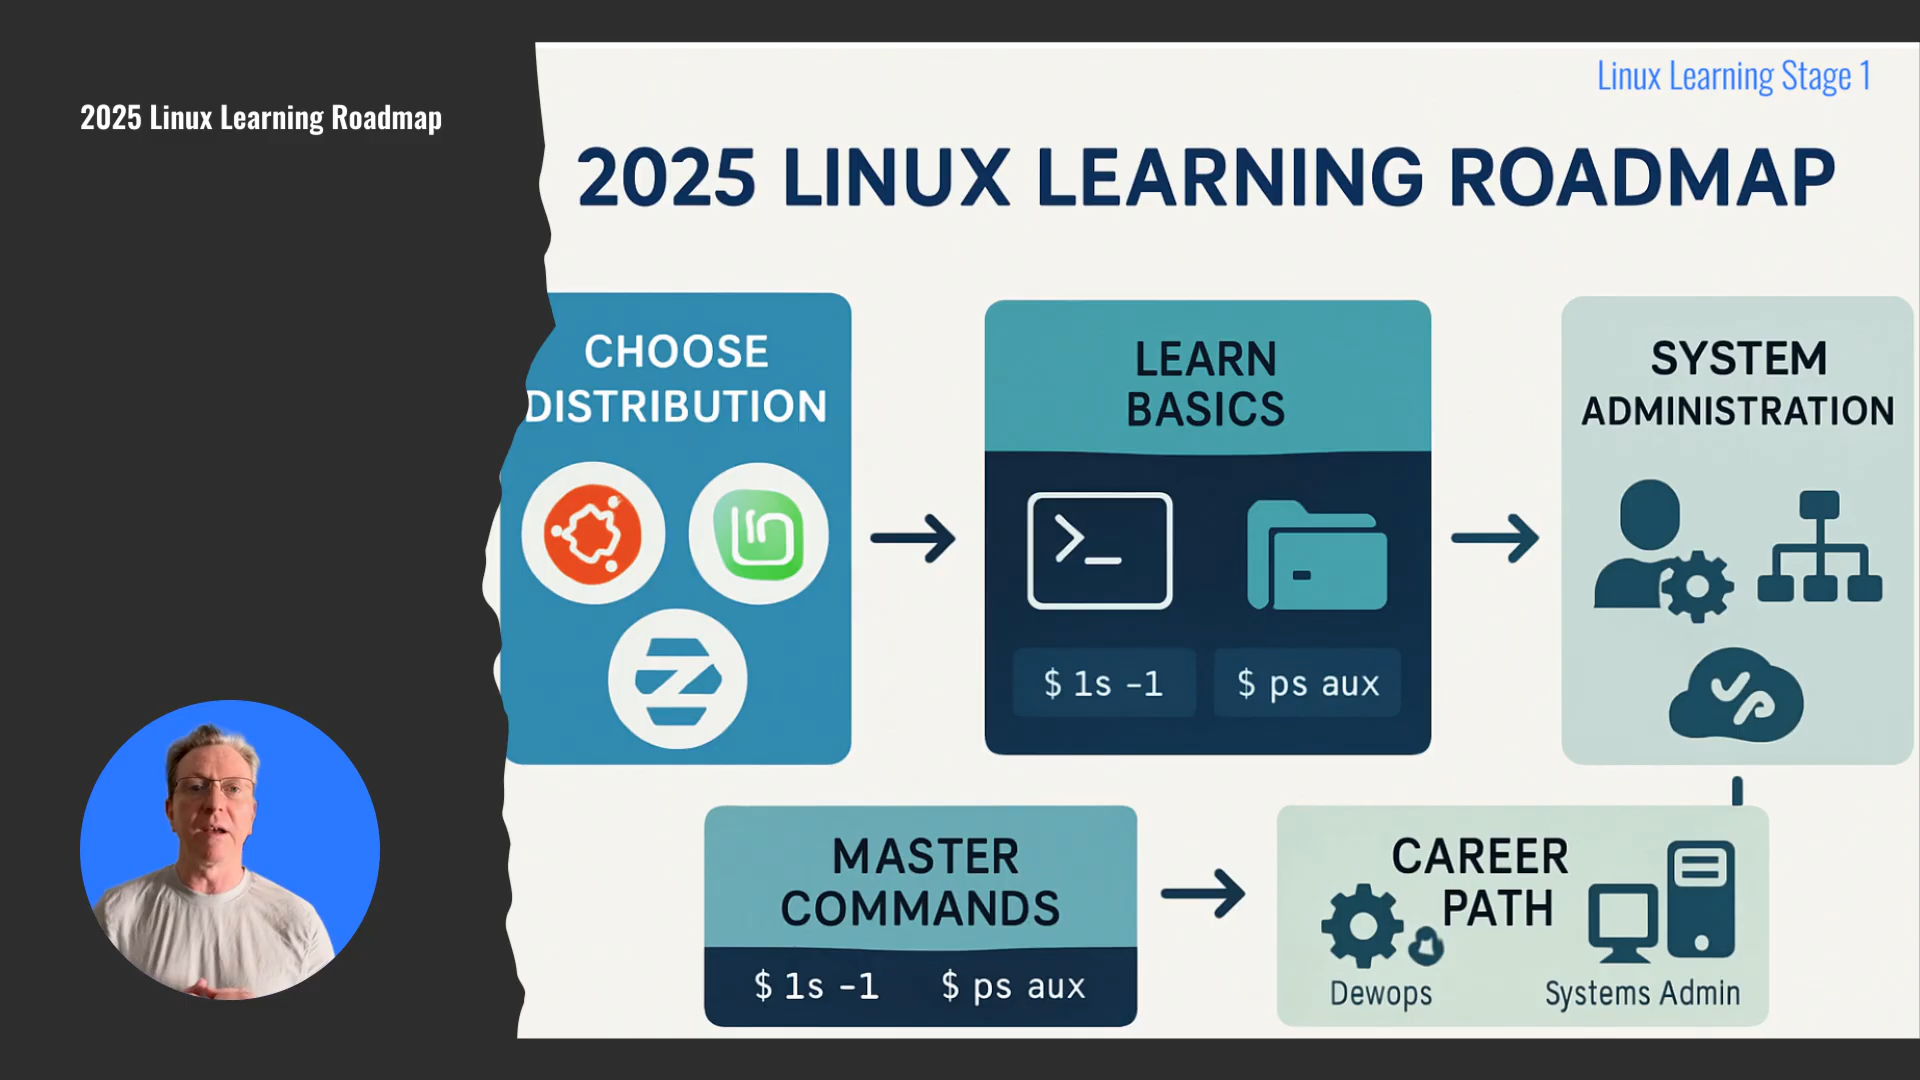 2025 Linux Learning Roadmap
Linux Learning Stage 1
2025 LINUX LEARNING ROADMAP
CHOOSE
DISTRIBUTION
LEARN
BASICS
$ 1s -1
$ ps aux
SYSTEM
ADMINISTRATION
MASTER
COMMANDS
$ 1s -1
$ ps aux
CAREER
PATH
Dewops
Systems Admin